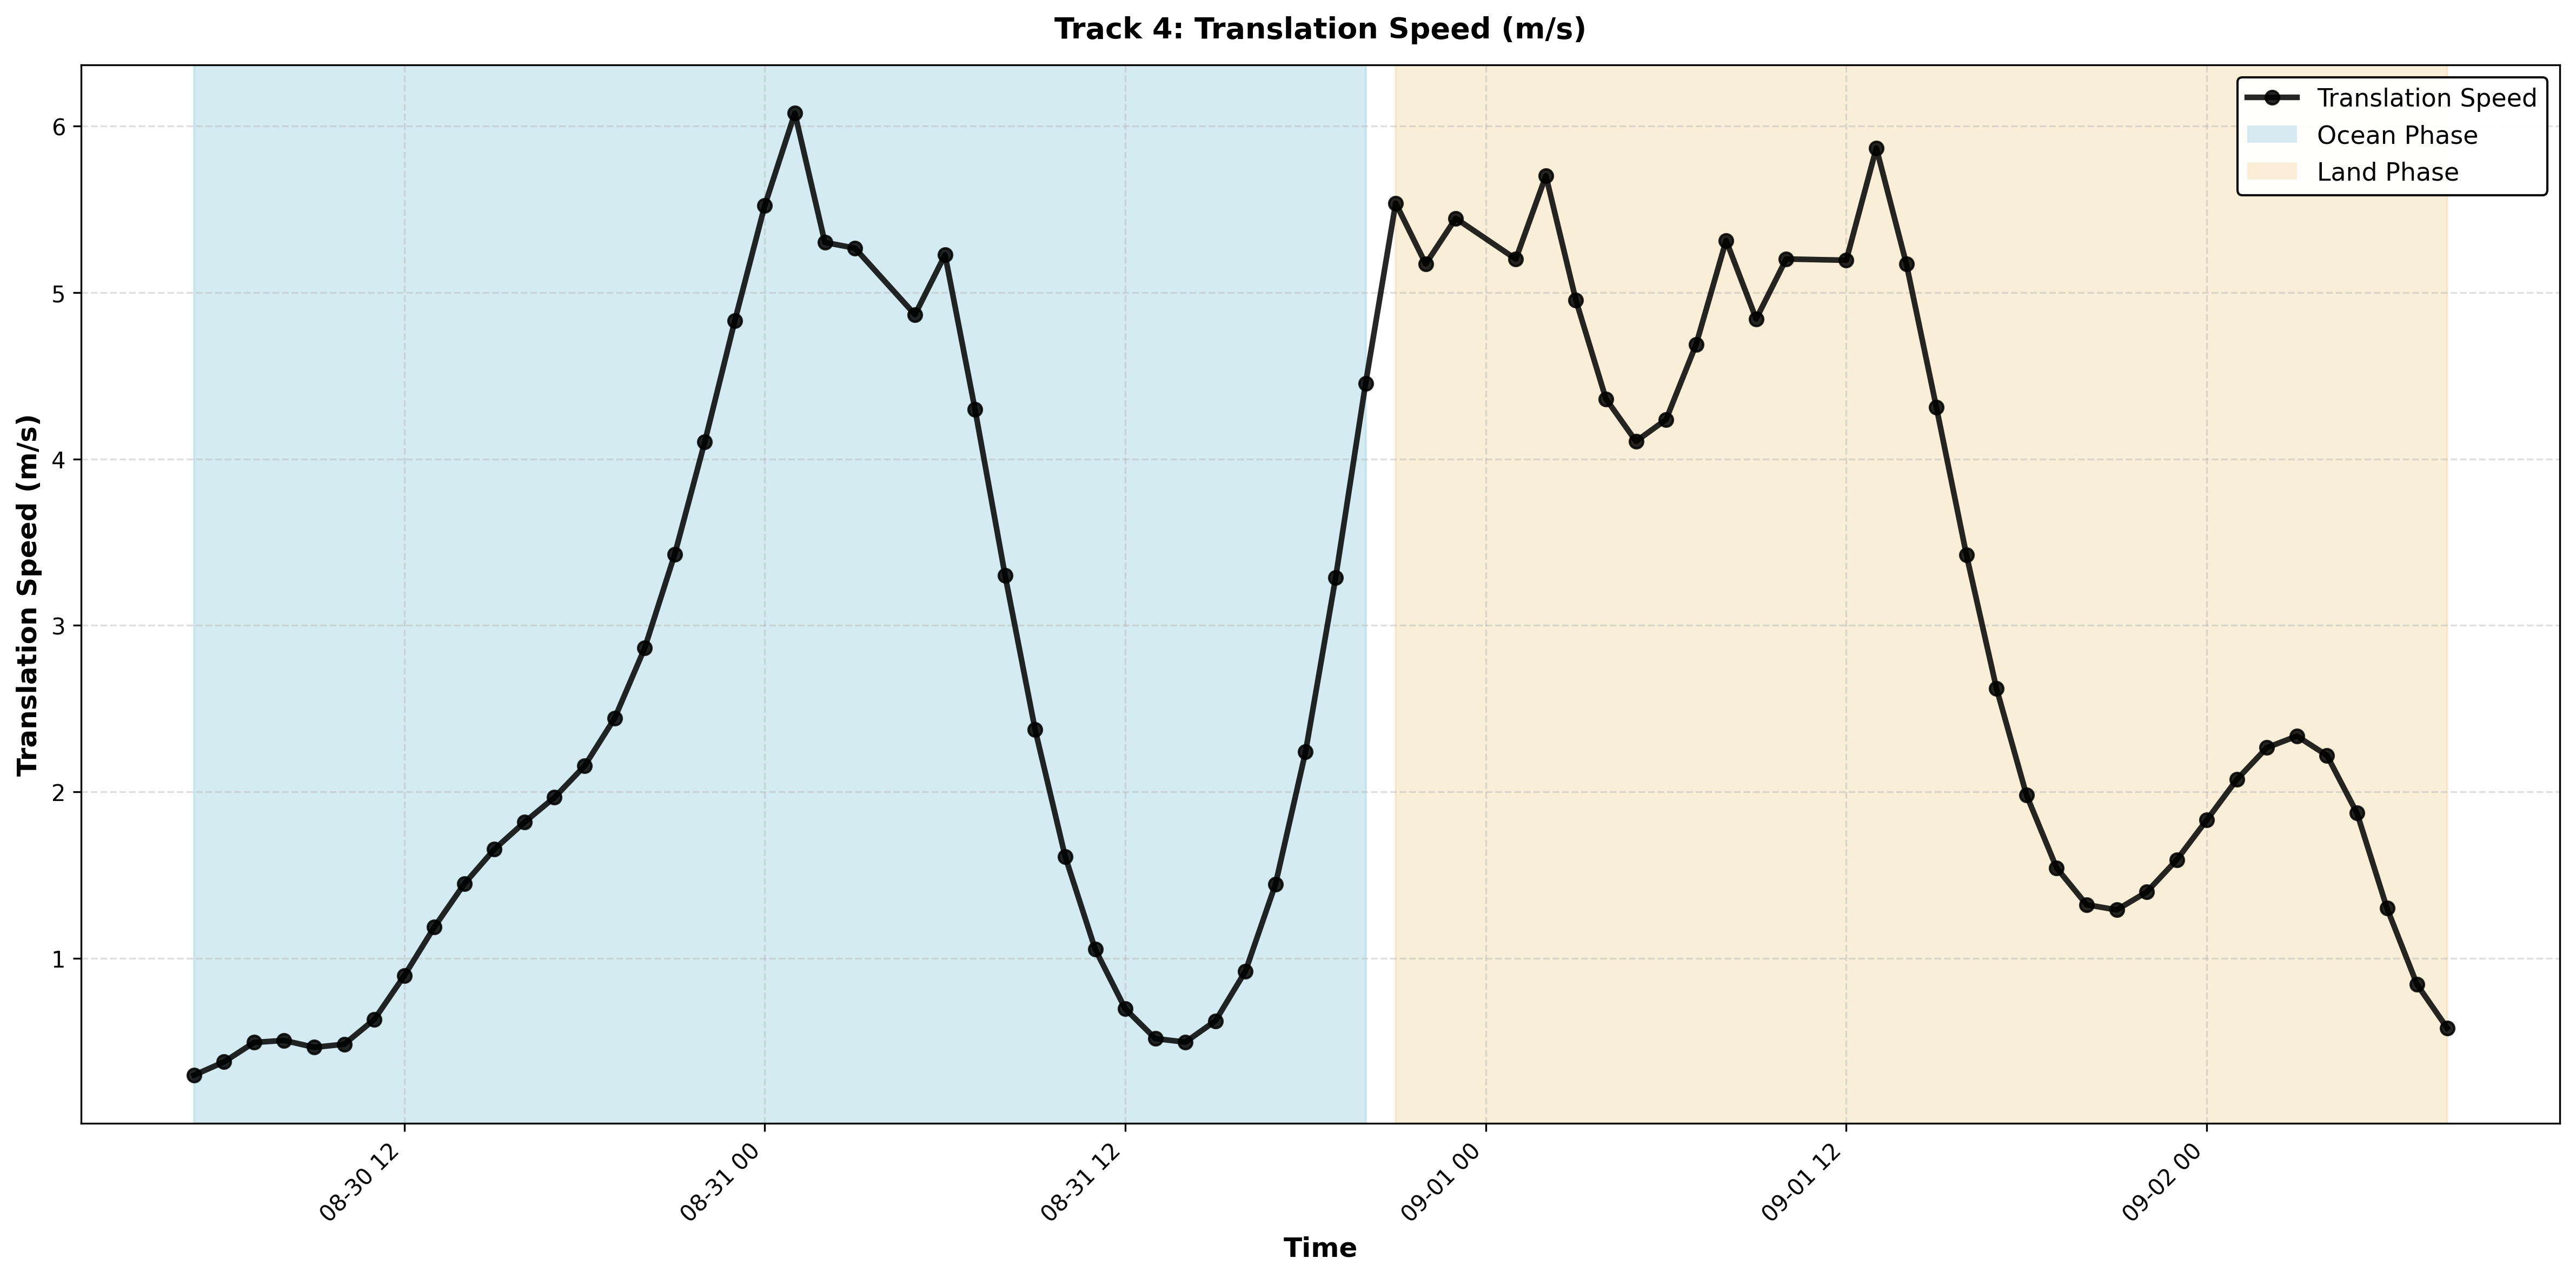 Track 4: Translation Speed (m/s)
Translation Speed
Ocean Phase
Land Phase
Translation Speed (m/s)
6
5
4
3
2
1
08-30 12
08-31 00
08-31 12
09-01 00
09-01 12
09-02 00
Time